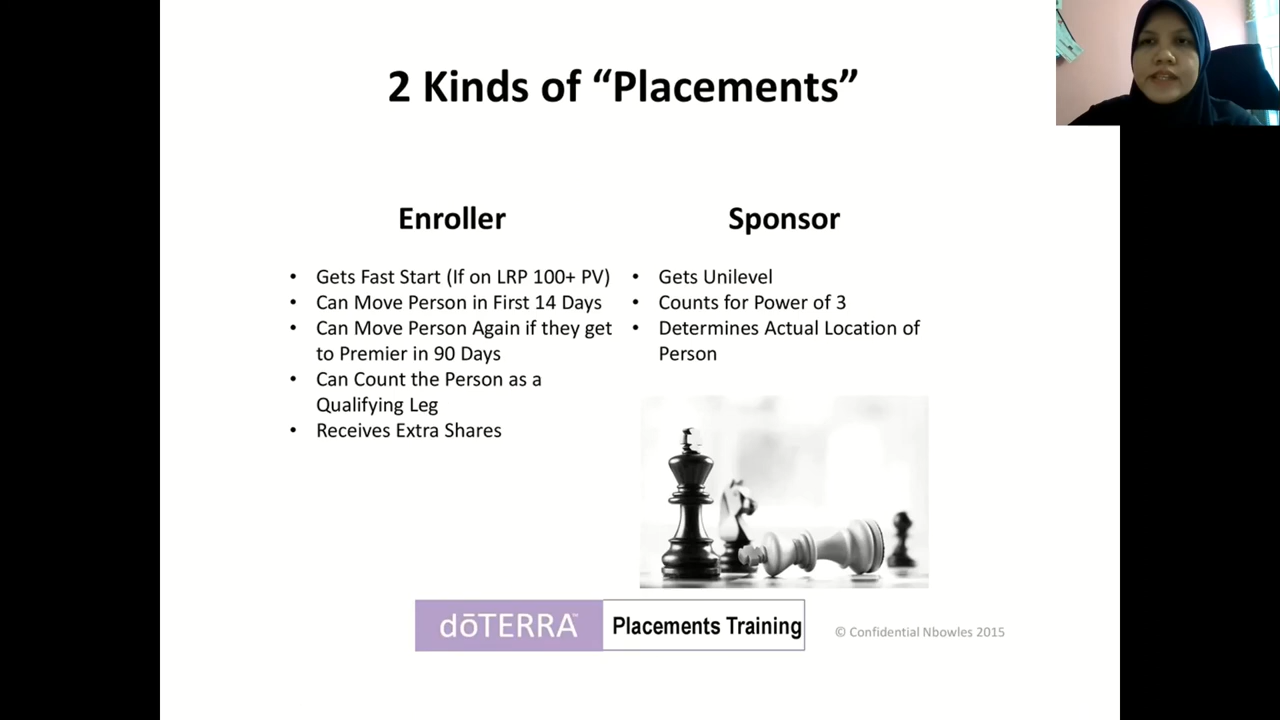 2 Kinds of “Placements”
Enroller
• Gets Fast Start (If on LRP 100+ PV)
• Can Move Person in First 14 Days
• Can Move Person Again if they get
to Premier in 90 Days
• Can Count the Person as a
Qualifying Leg
• Receives Extra Shares
Sponsor
• Gets Unilevel
• Counts for Power of 3
• Determines Actual Location of
Person
dōTERRA™ Placements Training
© Confidential Nbowles 2015